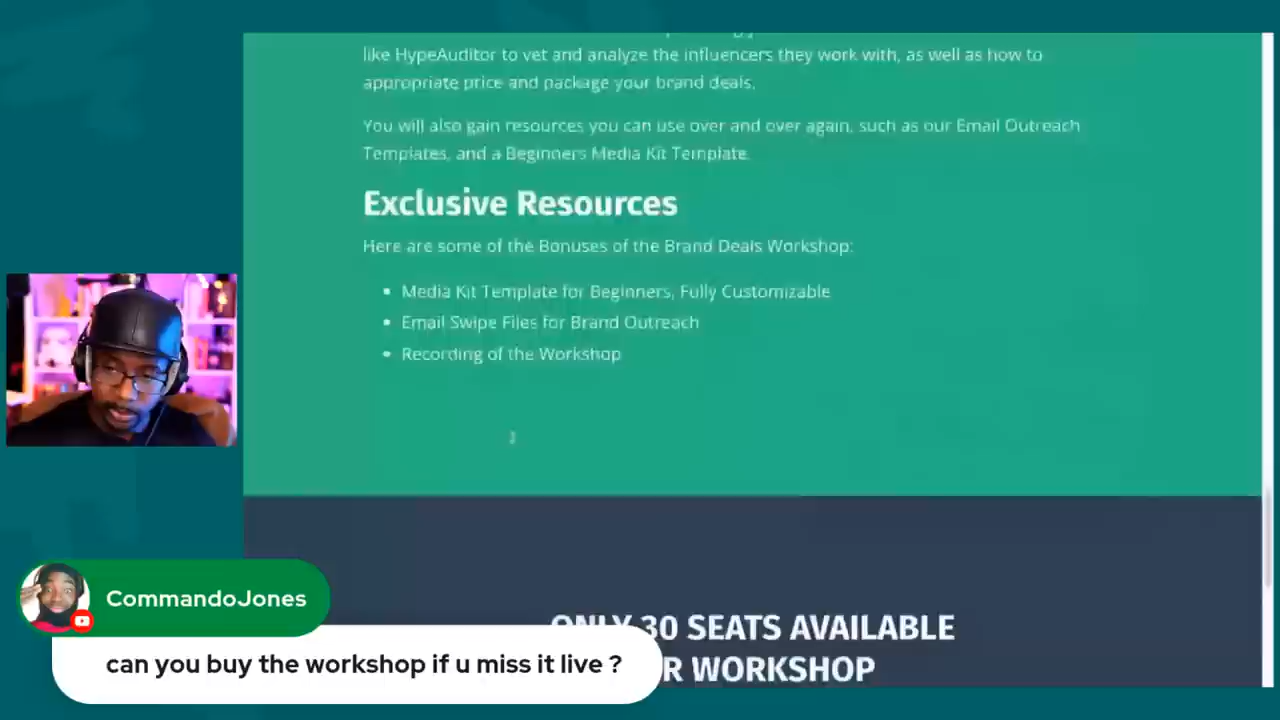 like HypeAuditor to vet and analyze the influencers they work with, as well as how to
appropriate price and package your brand deals.
You will also gain resources you can use over and over again, such as our Email Outreach
Templates, and a Beginners Media Kit Template.
Exclusive Resources
Here are some of the Bonuses of the Brand Deals Workshop:
• Media Kit Template for Beginners, Fully Customizable
• Email Swipe Files for Brand Outreach
• Recording of the Workshop
ONLY 30 SEATS AVAILABLE
R WORKSHOP
CommandoJones
can you buy the workshop if u miss it live ?